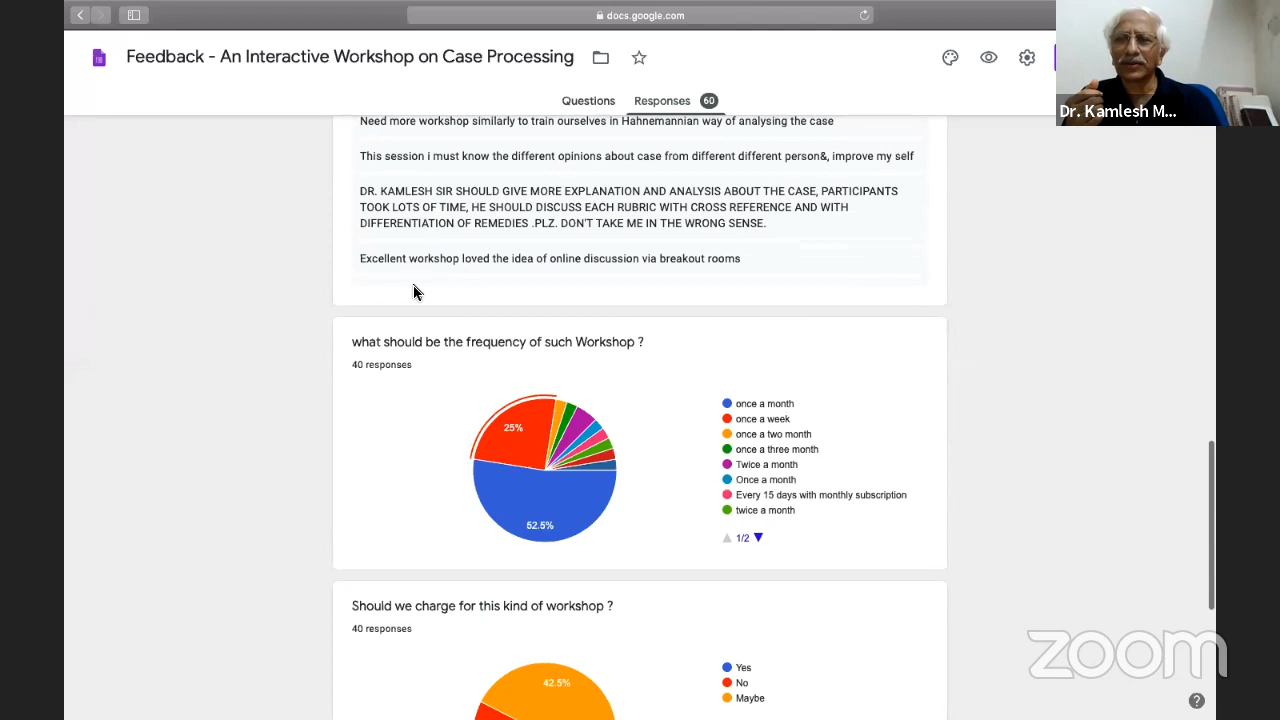 docs.google.com
Feedback - An Interactive Workshop on Case Processing
Questions
Responses 60
Dr. Kamlesh M...
Need more workshop similarly to train ourselves in Hahnemannian way of analysing the case
This session i must know the different opinions about case from different different person&, improve my self
DR. KAMLESH SIR SHOULD GIVE MORE EXPLANATION AND ANALYSIS ABOUT THE CASE, PARTICIPANTS
TOOK LOTS OF TIME, HE SHOULD DISCUSS EACH RUBRIC WITH CROSS REFERENCE AND WITH
DIFFERENTIATION OF REMEDIES .PLZ. DON'T TAKE ME IN THE WRONG SENSE.
Excellent workshop loved the idea of online discussion via breakout rooms
what should be the frequency of such Workshop ?
40 responses
25%
52.5%
once a month
once a week
once a two month
once a three month
Twice a month
Once a month
Every 15 days with monthly subscription
twice a month
1/2
Should we charge for this kind of workshop ?
40 responses
42.5%
Yes
No
Maybe
zoom
?